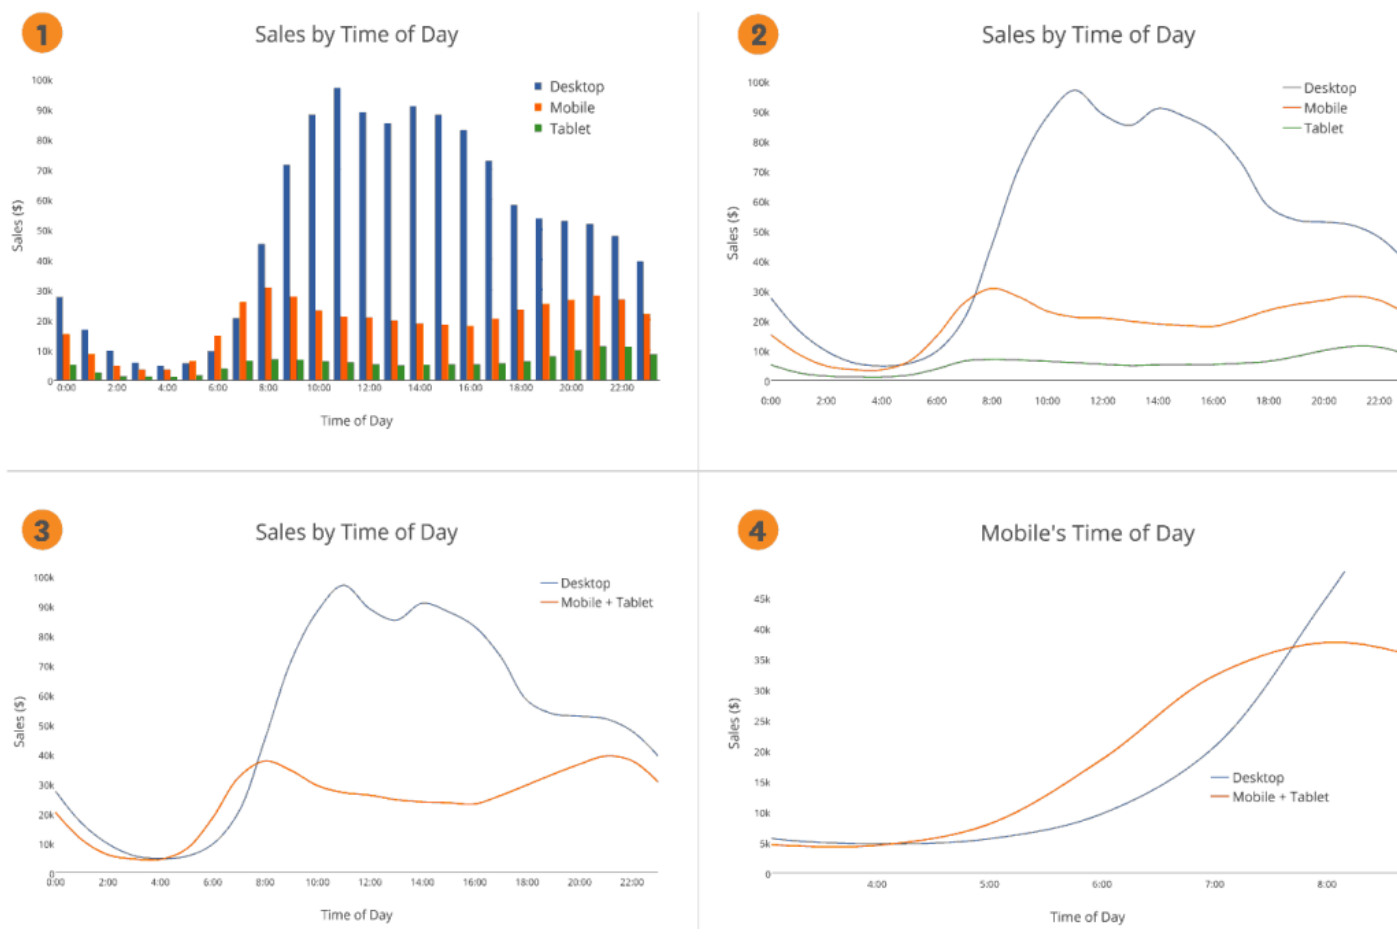 1
Sales by Time of Day
100k
90k
80k
70k
60k
50k
40k
30k
20k
10k
0
Sales ($)
Desktop
Mobile
Tablet
0:00 2:00 4:00 6:00 8:00 10:00 12:00 14:00 16:00 18:00 20:00 22:00
Time of Day
2
Sales by Time of Day
100k
90k
80k
70k
60k
50k
40k
30k
20k
10k
0
Sales ($)
Desktop
Mobile
Tablet
0:00 2:00 4:00 6:00 8:00 10:00 12:00 14:00 16:00 18:00 20:00 22:00
3
Sales by Time of Day
100k
90k
80k
70k
60k
50k
40k
30k
20k
10k
0
Sales ($)
Desktop
Mobile + Tablet
0:00 2:00 4:00 6:00 8:00 10:00 12:00 14:00 16:00 18:00 20:00 22:00
Time of Day
4
Mobile's Time of Day
45k
40k
35k
30k
25k
20k
15k
10k
5k
0
Sales ($)
Desktop
Mobile + Tablet
4:00 5:00 6:00 7:00 8:00
Time of Day